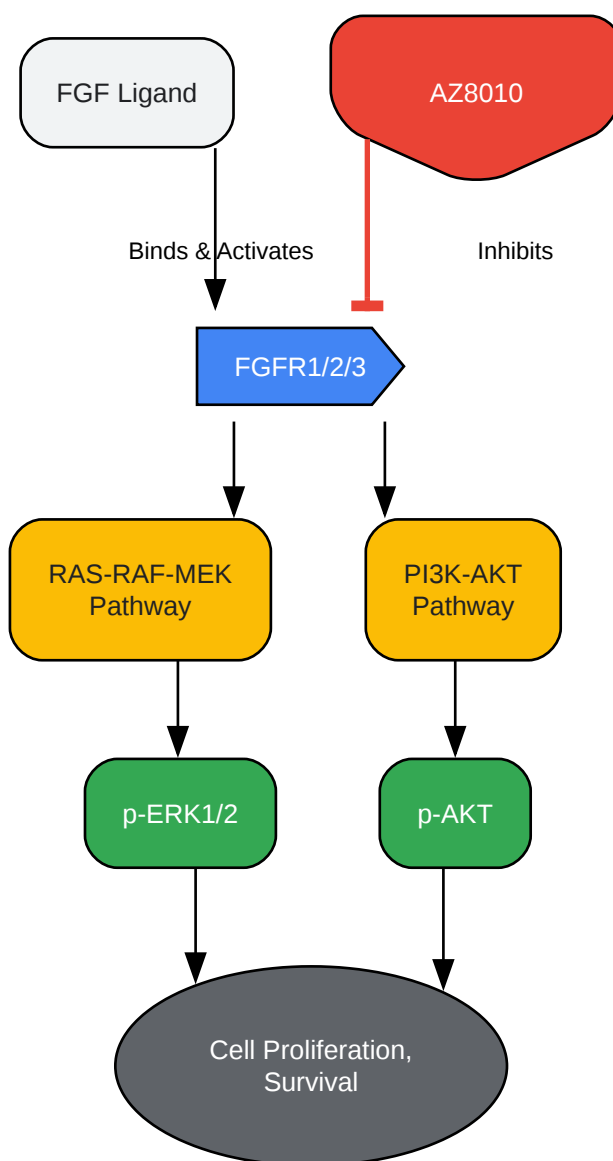 FGF Ligand
AZ8010
Binds & Activates
Inhibits
FGFR1/2/3
RAS-RAF-MEK
Pathway
PI3K-AKT
Pathway
p-ERK1/2
p-AKT
Cell Proliferation,
Survival